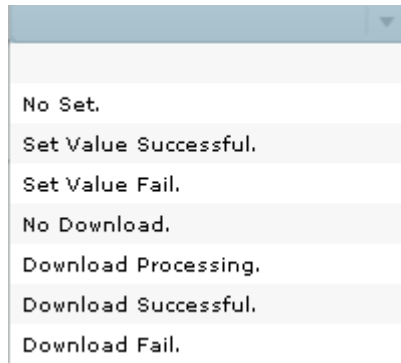 No Set.
Set Value Successful.
Set Value Fail.
No Download.
Download Processing.
Download Successful.
Download Fail.